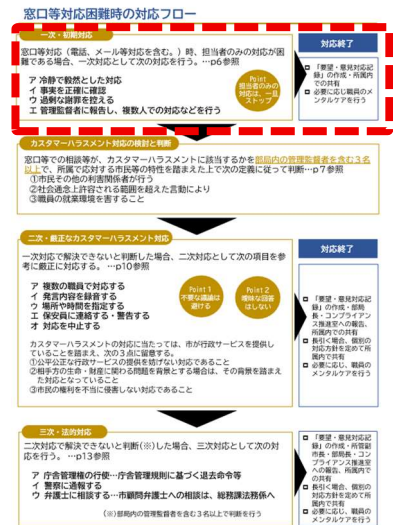 窓口等対応困難時の対応フロー
一次・初期対応
窓口等対応（電話、メール等対応を含む。）時、担当者のみの対応が困
難である場合、一次対応として次の対応を行う。…p6参照
ア 冷静で毅然とした対応
イ 事実を正確に確認
ウ 過剰な謝罪を控える
エ 管理監督者に報告し、複数人での対応などを行う
Point
担当者のみの
対応は、一旦
ストップ
対応終了
「要望・意見対応記
録」の作成・所属内
での共有
必要に応じ職員のメ
ンタルケアを行う
カスタマーハラスメント対応の検討と判断
窓口等での相談等が、カスタマーハラスメントに該当するかを部局内の管理監督者を含む３名
以上で、所属で応対する市民等の特性を踏まえた上で次の定義に従って判断…p７参照
①市民その他の利害関係者が行う
②社会通念上許容される範囲を超えた言動により
③職員の就業環境を害すること
二次・厳正なカスタマーハラスメント対応
一次対応で解決できないと判断した場合、二次対応として次の項目を参
考に厳正に対応する。 …p10参照
ア 複数の職員で対応する
イ 発言内容を録音する
ウ 場所や時間を指定する
エ 保安員に連絡する・警告する
オ 対応を中止する
Point１
不要な議論は
避ける
Point２
曖昧な回答
はしない
カスタマーハラスメントの対応に当たっては、市が行政サービスを提供し
ていることを踏まえ、次の３点に留意する。
①公平公正な行政サービスの提供を妨げない対応であること
②相手方の生命・財産に関わる問題を背景とする場合は、その背景を踏まえ
た対応となっていること
③市民の権利を不当に侵害しない対応であること
対応終了
「要望・意見対応記
録」の作成・部局
長・コンプライアン
ス推進室への報告、
所属内での共有
長引く場合、個別の
対応方針を定めて所
属内で共有
必要に応じ、職員の
メンタルケアを行う
三次・法的対応
二次対応で解決できないと判断(※)した場合、三次対応として次の対
応を行う。 …p13参照
ア 庁舎管理権の行使…庁舎管理規則に基づく退去命令等
イ 警察に通報する
ウ 弁護士に相談する…市顧問弁護士への相談は、総務課法務係へ
(※)部局内の管理監督者を含む３名以上で判断を行う
「要望・意見対応記
録」の作成・所管副
市長・部局長・コン
プライアンス推進室
への報告、所属内で
の共有
長引く場合、個別の
対応方針を定めて所
属内で共有
必要に応じ、職員の
メンタルケアを行う